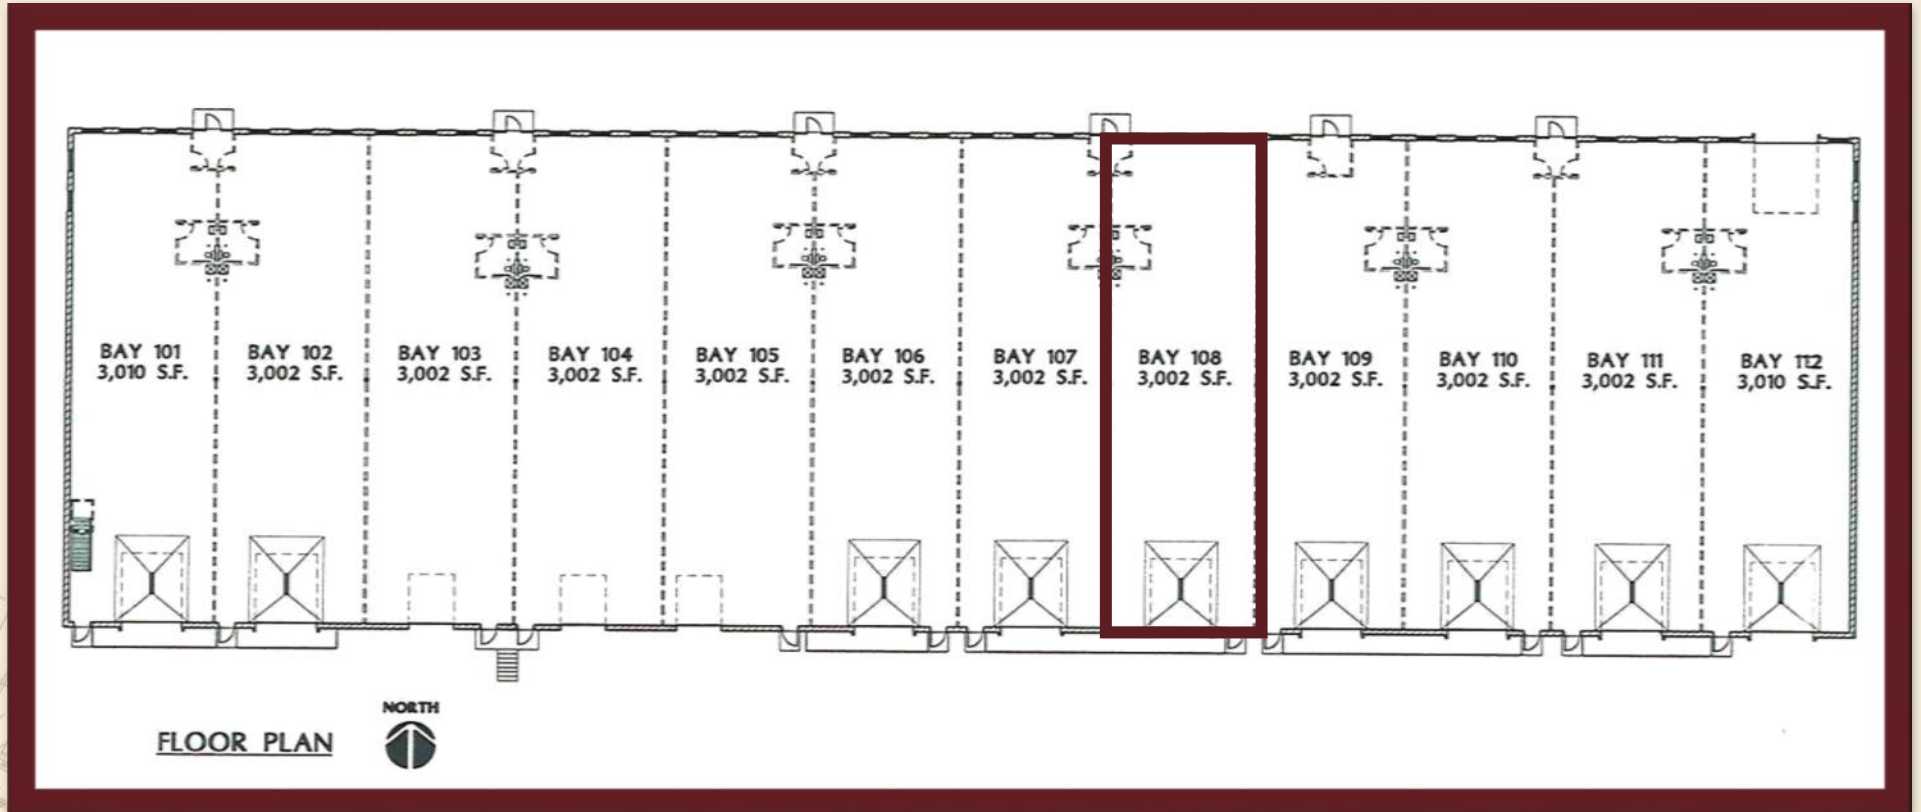 BAY 101
3,010 S.F.
BAY 102
3,002 S.F.
BAY 103
3,002 S.F.
BAY 104
3,002 S.F.
BAY 105
3,002 S.F.
BAY 106
3,002 S.F.
BAY 107
3,002 S.F.
BAY 108
3,002 S.F.
BAY 109
3,002 S.F.
BAY 110
3,002 S.F.
BAY 111
3,002 S.F.
BAY 112
3,010 S.F.
NORTH
FLOOR PLAN